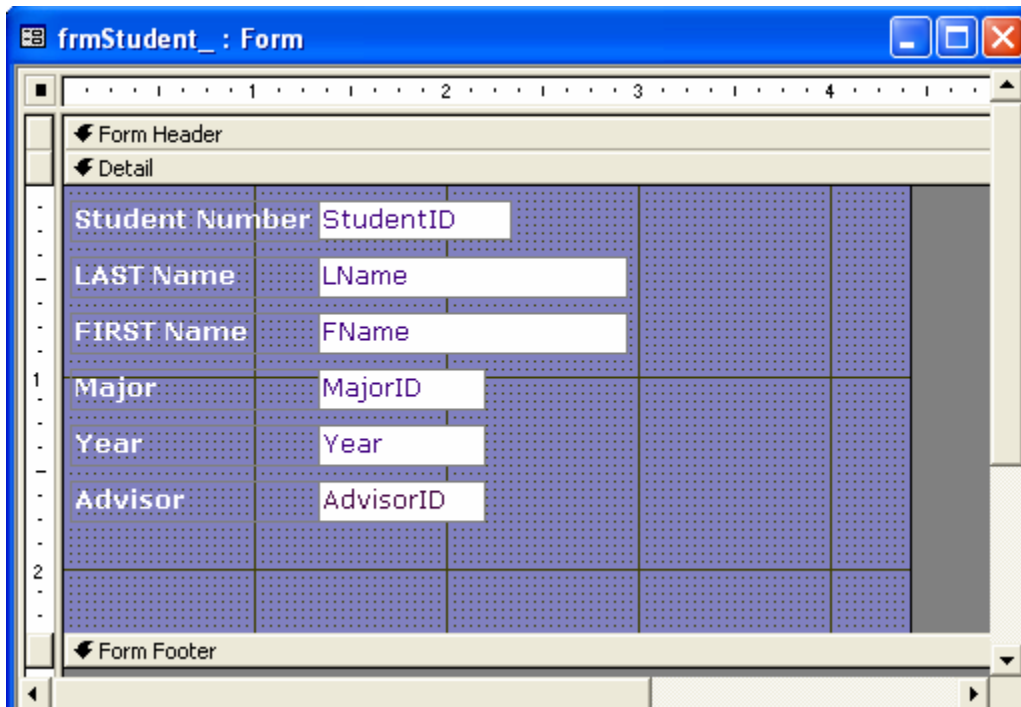 frmStudent_ : Form
1 2 3 4
Form Header
Detail
Student Number StudentID
LAST Name LName
FIRST Name FName
1
Major MajorID
Year Year
Advisor AdvisorID
2
Form Footer